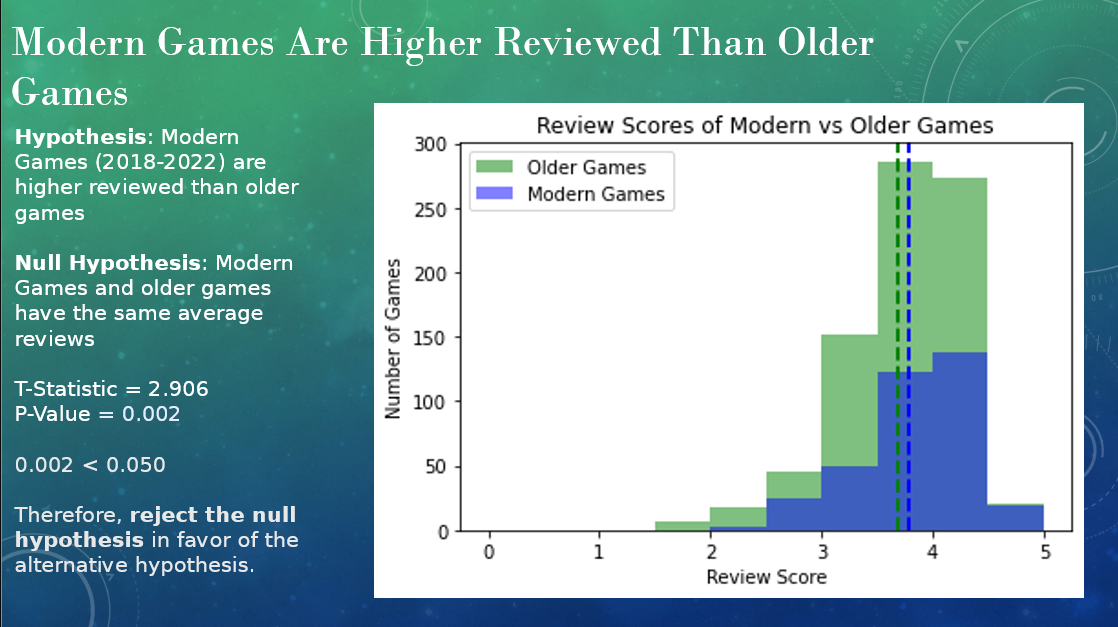 Modern Games Are Higher Reviewed Than Older
Games
Hypothesis: Modern
Games (2018-2022) are
higher reviewed than older
games
Null Hypothesis: Modern
Games and older games
have the same average
reviews
T-Statistic = 2.906
P-Value = 0.002
0.002 < 0.050
Therefore, reject the null
hypothesis in favor of the
alternative hypothesis.
Review Scores of Modern vs Older Games
Older Games
Modern Games
Number of Games
300
250
200
150
100
50
0
0 1 2 3 4 5
Review Score